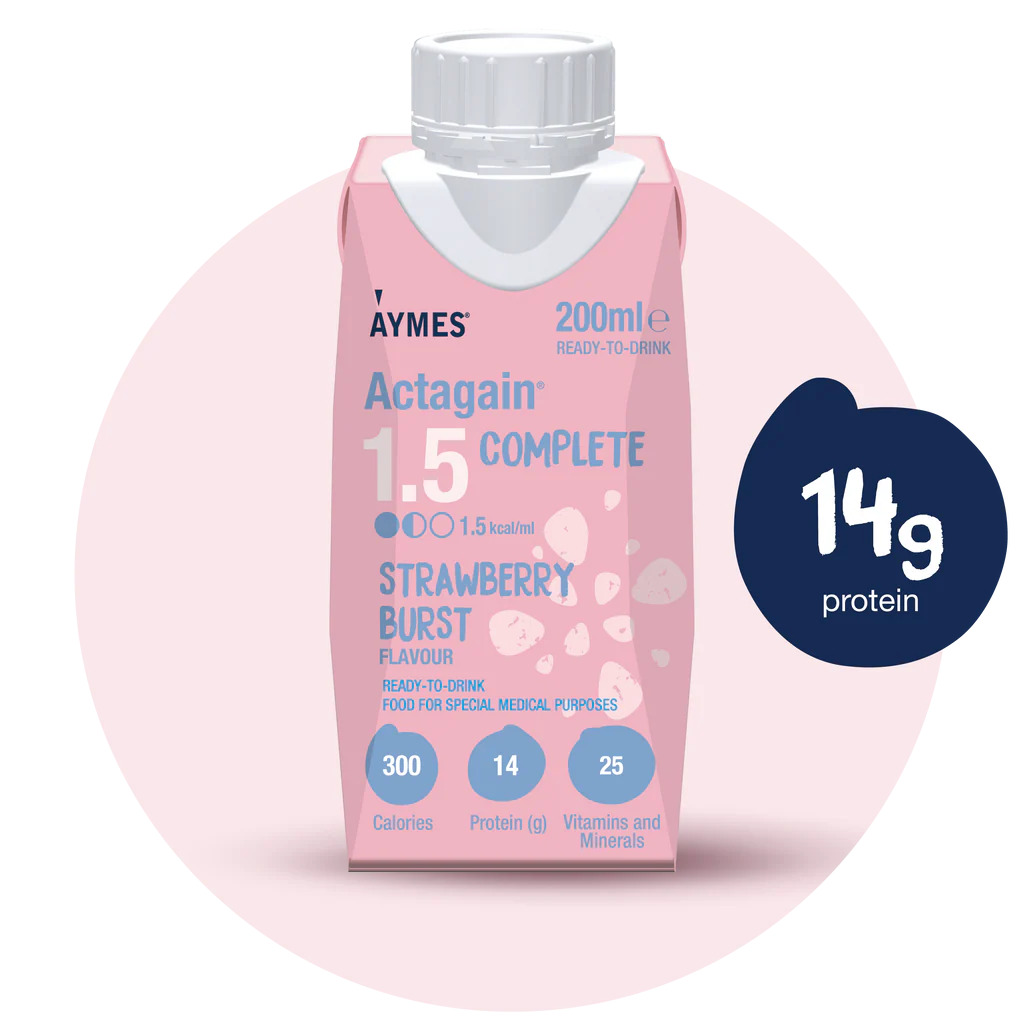 AYMES®
200ml ℮
READY-TO-DRINK
Actagain®
1.5 COMPLETE
1.5 kcal/ml
STRAWBERRY
BURST
FLAVOUR
READY-TO-DRINK
FOOD FOR SPECIAL MEDICAL PURPOSES
300
Calories
14
Protein (g)
25
Vitamins and
Minerals
14g
protein